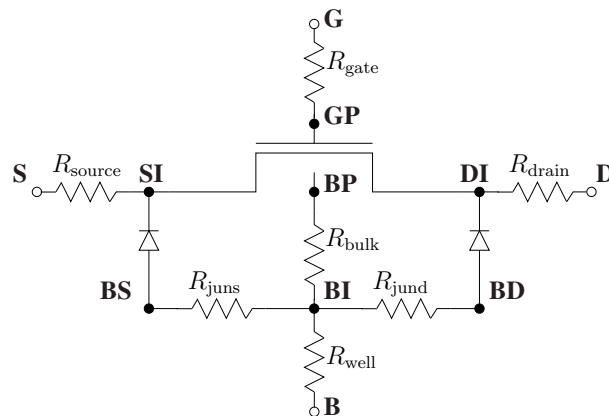 G
R_gate
GP
S
R_source
SI
DI
R_drain
D
BP
R_bulk
BS
R_juns
BI
R_jund
BD
R_well
B